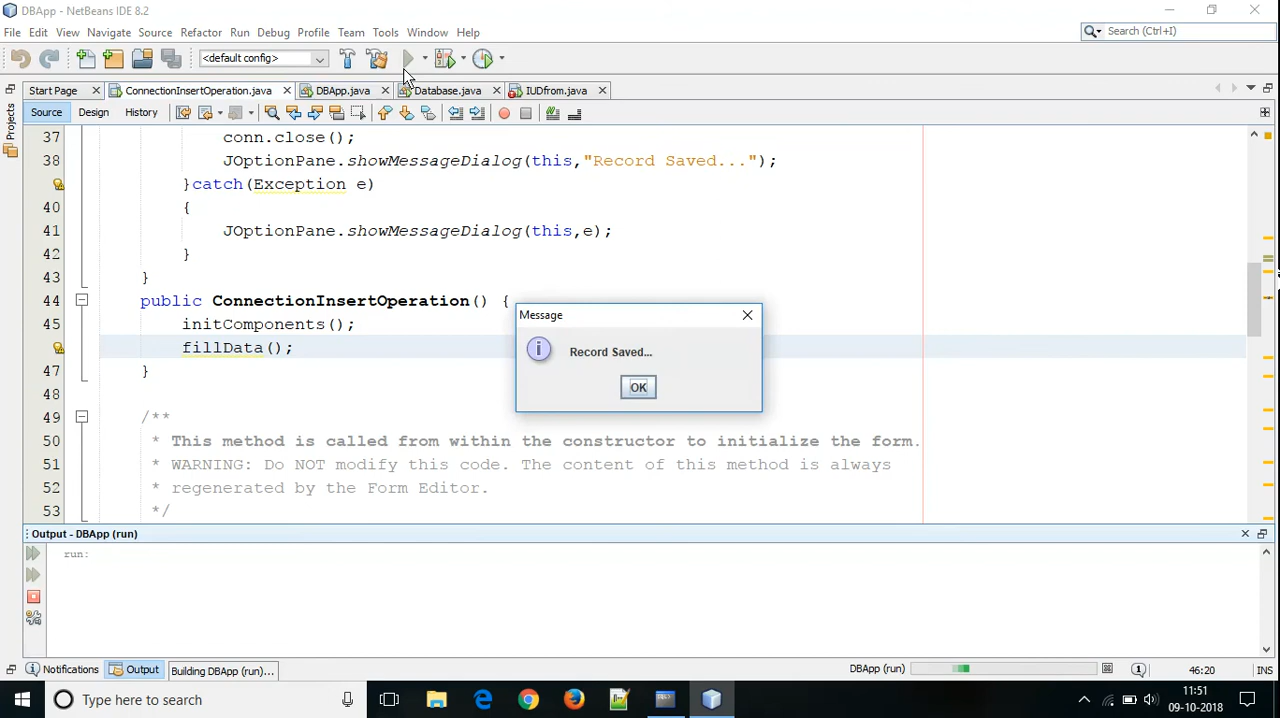 DBApp - NetBeans IDE 8.2
File Edit View Navigate Source Refactor Run Debug Profile Team Tools Window Help
Search (Ctrl+I)
<default config>
Start Page ConnectionInsertOperation.java DBApp.java Database.java IUDfrom.java
Source Design History
Projects
37 conn.close();
38 JOptionPane.showMessageDialog(this,"Record Saved...");
}catch(Exception e)
40 {
41 JOptionPane.showMessageDialog(this,e);
42 }
43 }
44 public ConnectionInsertOperation() {
45 initComponents();
fillData();
47 }
48
49 /**
50 * This method is called from within the constructor to initialize the form.
51 * WARNING: Do NOT modify this code. The content of this method is always
52 * regenerated by the Form Editor.
53 */
Message
Record Saved...
OK
Output - DBApp (run)
run:
Notifications Output Building DBApp (run)... DBApp (run) 46:20 INS
Type here to search
11:51
09-10-2018